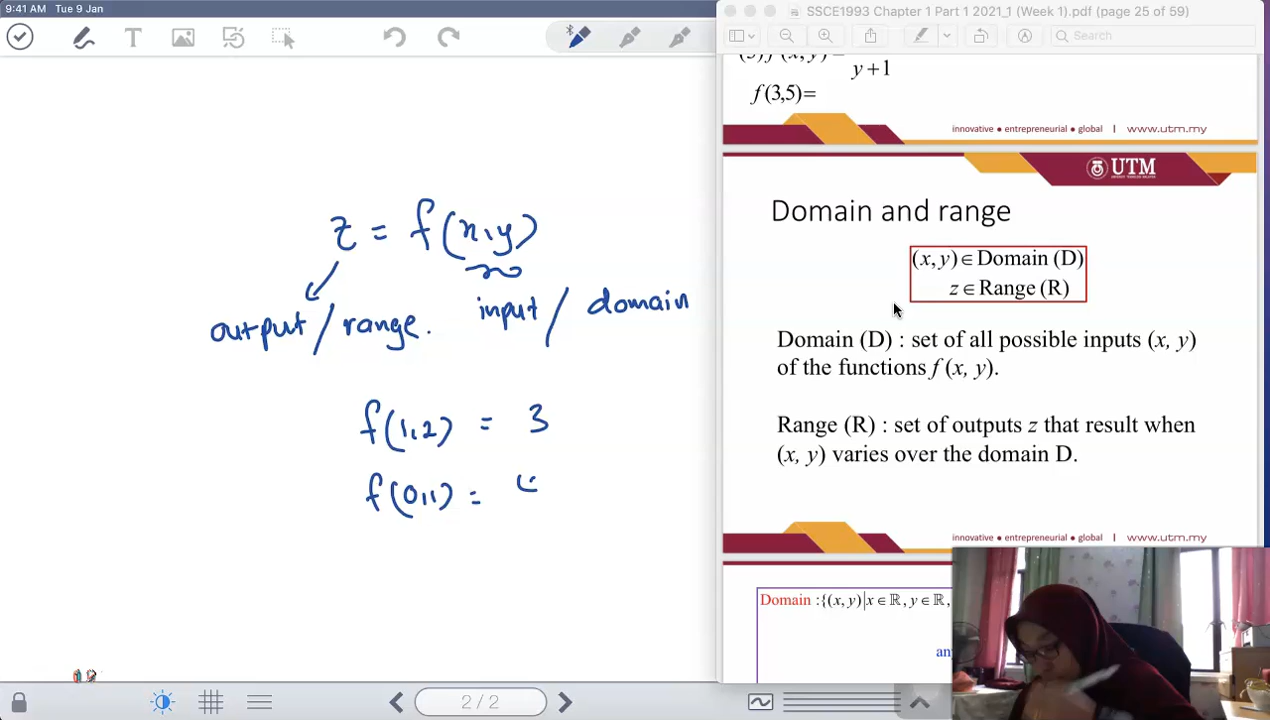 9:41 AM Tue 9 Jan
SSCE1993 Chapter 1 Part 1 2021_1 (Week 1).pdf (page 25 of 59)
T
Search
z = f(x,y)
output / range.
input / domain
f(1,2) = 3
f(0,1) =
2/2
y+1
f(3,5)=
innovative ● entrepreneurial ● global | www.utm.my
UTM
Domain and range
(x, y)∈Domain (D)
z∈Range (R)
Domain (D) : set of all possible inputs (x, y)
of the functions f (x, y).
Range (R) : set of outputs z that result when
(x, y) varies over the domain D.
innovative ● entrepreneurial ● global | www.utm.my
Domain :{(x, y)|x∈ℝ, y∈ℝ,
an